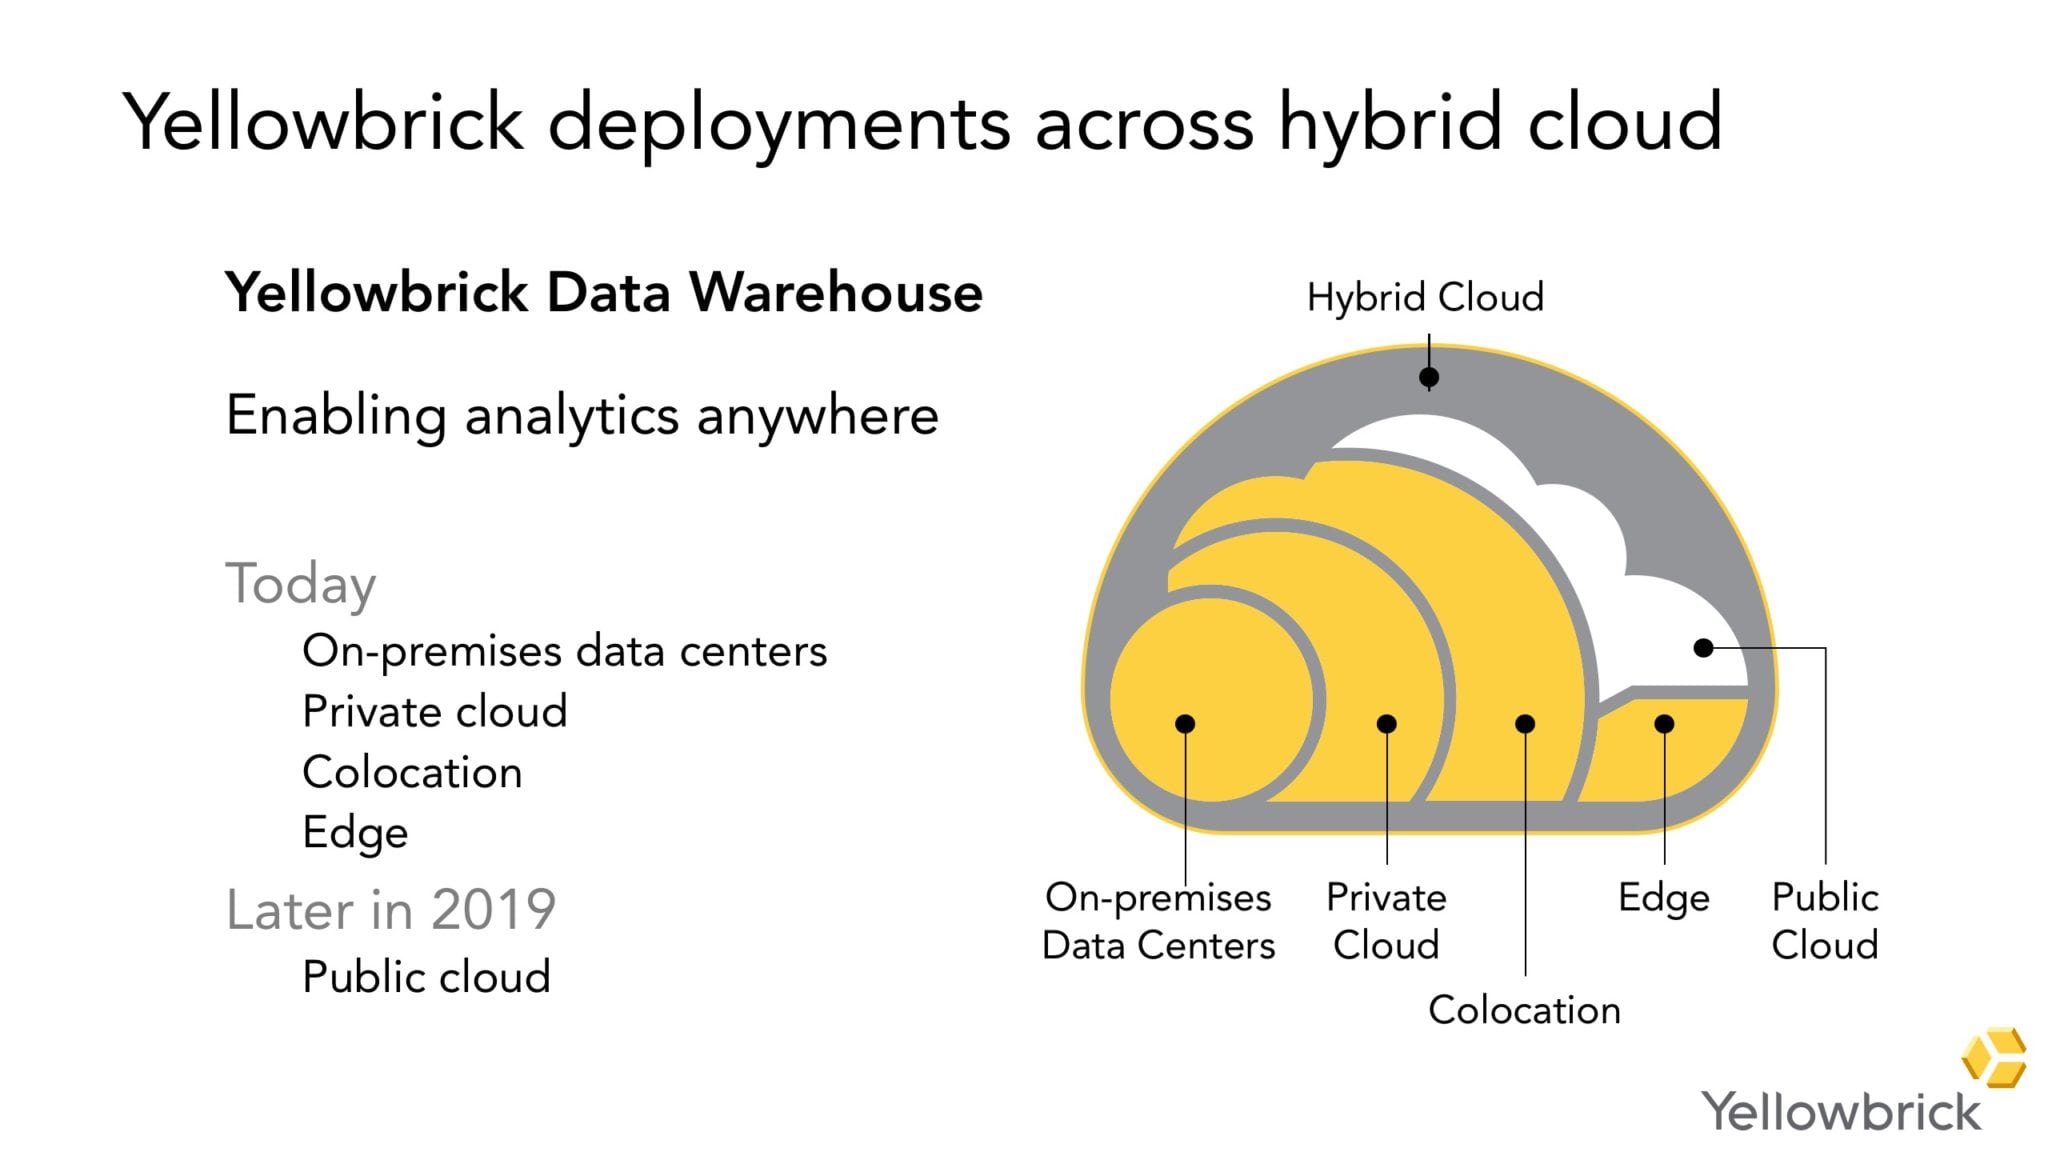 Yellowbrick deployments across hybrid cloud
Yellowbrick Data Warehouse
Enabling analytics anywhere
Today
On-premises data centers
Private cloud
Colocation
Edge
Later in 2019
Public cloud
Hybrid Cloud
On-premises
Data Centers
Private
Cloud
Colocation
Edge
Public
Cloud
Yellowbrick